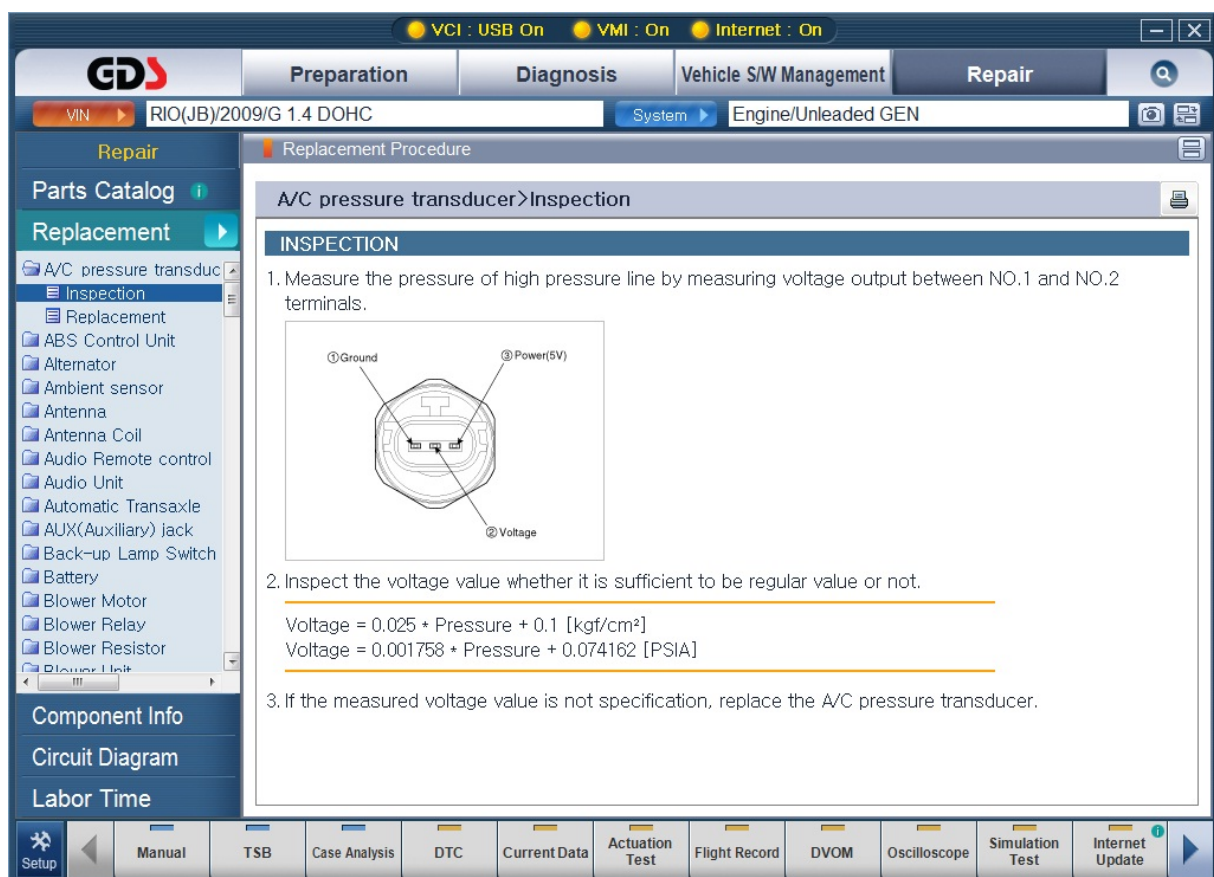 VCI : USB On VMI : On Internet : On
GDS Preparation Diagnosis Vehicle S/W Management Repair
VIN RIO(JB)/2009/G 1.4 DOHC System Engine/Unleaded GEN
Repair
Parts Catalog i
Replacement
A/C pressure transduc
Inspection
Replacement
ABS Control Unit
Alternator
Ambient sensor
Antenna
Antenna Coil
Audio Remote control
Audio Unit
Automatic Transaxle
AUX(Auxiliary) jack
Back-up Lamp Switch
Battery
Blower Motor
Blower Relay
Blower Resistor
Blower Unit
Component Info
Circuit Diagram
Labor Time
Replacement Procedure
A/C pressure transducer>Inspection
INSPECTION
1. Measure the pressure of high pressure line by measuring voltage output between NO.1 and NO.2
terminals.
①Ground ③Power(5V)
②Voltage
2. Inspect the voltage value whether it is sufficient to be regular value or not.
Voltage = 0.025 * Pressure + 0.1 [kgf/cm²]
Voltage = 0.001758 * Pressure + 0.074162 [PSIA]
3. If the measured voltage value is not specification, replace the A/C pressure transducer.
Setup Manual TSB Case Analysis DTC Current Data Actuation Test Flight Record DVOM Oscilloscope Simulation Test Internet Update i